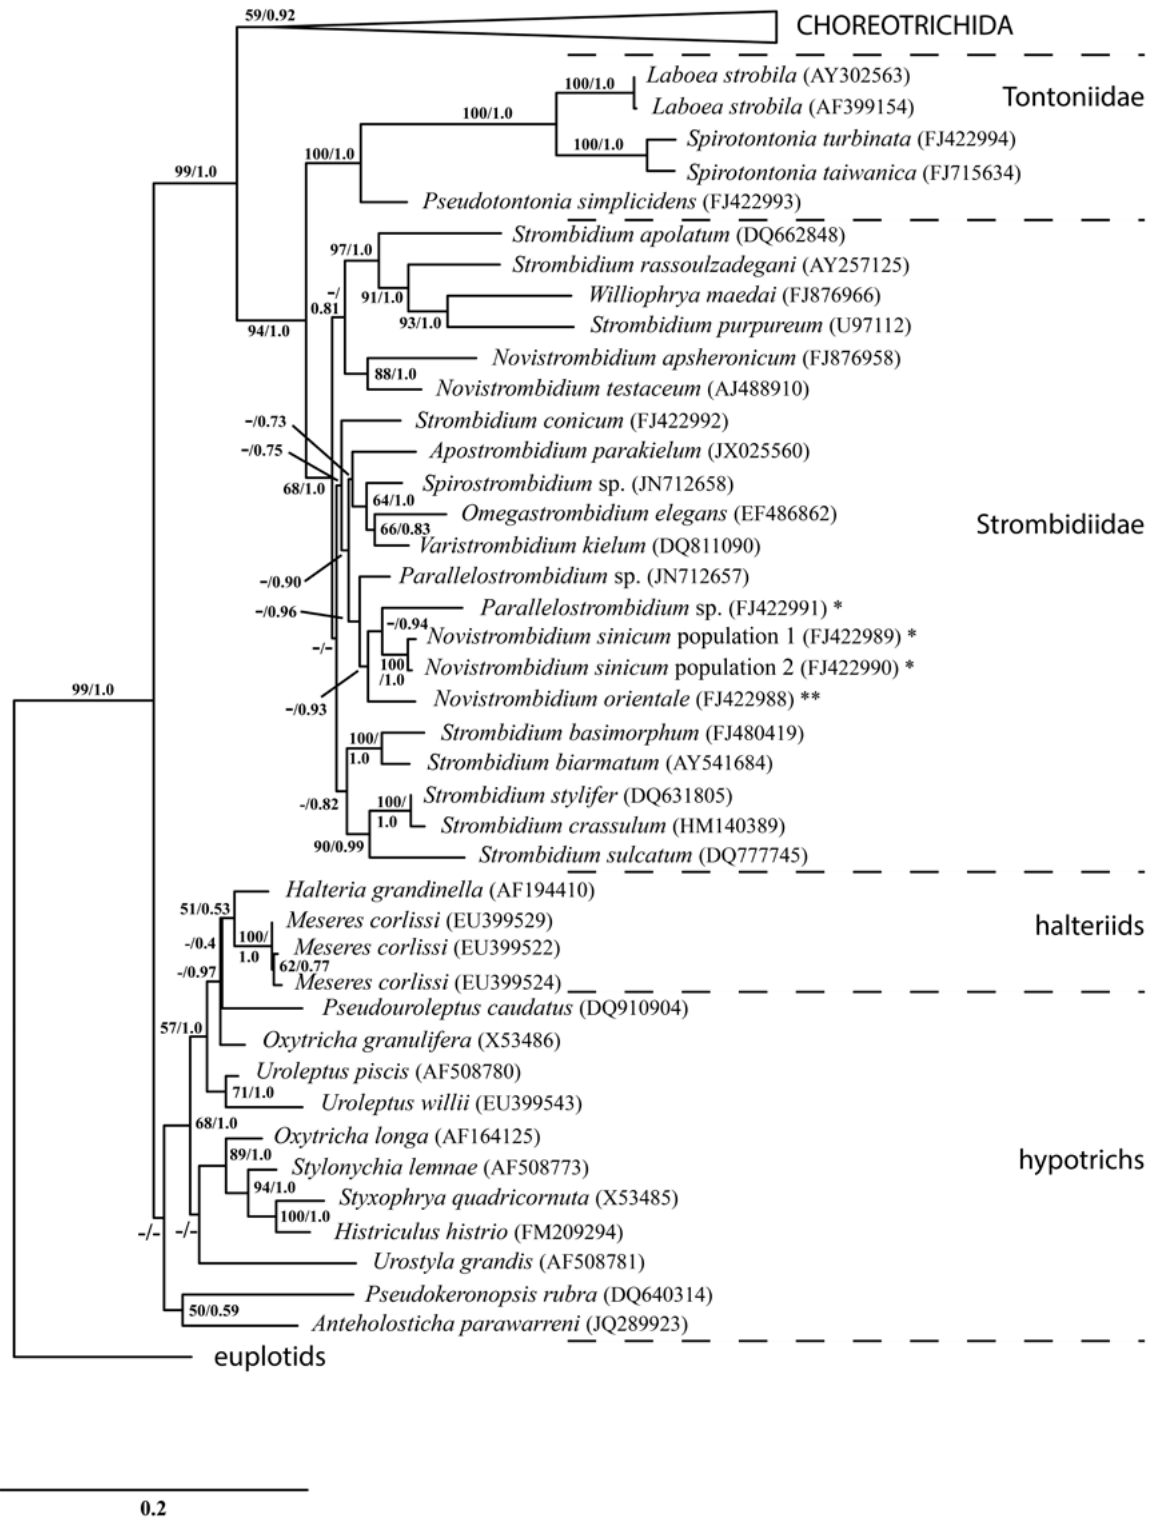 59/0.92
CHOREOTRICHIDA
Laboea strobila (AY302563)
100/1.0
Tontoniidae
Laboea strobila (AF399154)
100/1.0
Spirotontonia turbinata (FJ422994)
100/1.0
100/1.0
99/1.0
Spirotontonia taiwanica (FJ715634)
Pseudotontonia simplicidens (FJ422993)
Strombidium apolatum (DQ662848)
97/1.0
Strombidium rassoulzadegani (AY257125)
–/
0.81
91/1.0
Williophrya maedai (FJ876966)
94/1.0
93/1.0
Strombidium purpureum (U97112)
Novistrombidium apsheronicum (FJ876958)
88/1.0
Novistrombidium testaceum (AJ488910)
–/0.73
Strombidium conicum (FJ422992)
–/0.75
Apostrombidium parakielum (JX025560)
68/1.0
Spirostrombidium sp. (JN712658)
64/1.0
Omegastrombidium elegans (EF486862)
Strombidiidae
66/0.83
Varistrombidium kielum (DQ811090)
–/0.90
Parallelostrombidium sp. (JN712657)
–/0.96
Parallelostrombidium sp. (FJ422991) *
–/0.94
Novistrombidium sinicum population 1 (FJ422989) *
–/–
100
/1.0
Novistrombidium sinicum population 2 (FJ422990) *
99/1.0
Novistrombidium orientale (FJ422988) **
–/0.93
Strombidium basimorphum (FJ480419)
100/
1.0
Strombidium biarmatum (AY541684)
Strombidium stylifer (DQ631805)
-/0.82
100/
1.0
Strombidium crassulum (HM140389)
90/0.99
Strombidium sulcatum (DQ777745)
Halteria grandinella (AF194410)
51/0.53
Meseres corlissi (EU399529)
halteriids
-/0.4
100/
1.0
Meseres corlissi (EU399522)
62/0.77
-/0.97
Meseres corlissi (EU399524)
Pseudouroleptus caudatus (DQ910904)
57/1.0
Oxytricha granulifera (X53486)
Uroleptus piscis (AF508780)
71/1.0
Uroleptus willii (EU399543)
68/1.0
Oxytricha longa (AF164125)
89/1.0
hypotrichs
Stylonychia lemnae (AF508773)
94/1.0
Styxophrya quadricornuta (X53485)
100/1.0
–/–
–/–
Histriculus histrio (FM209294)
Urostyla grandis (AF508781)
Pseudokeronopsis rubra (DQ640314)
50/0.59
Anteholosticha parawarreni (JQ289923)
euplotids
0.2